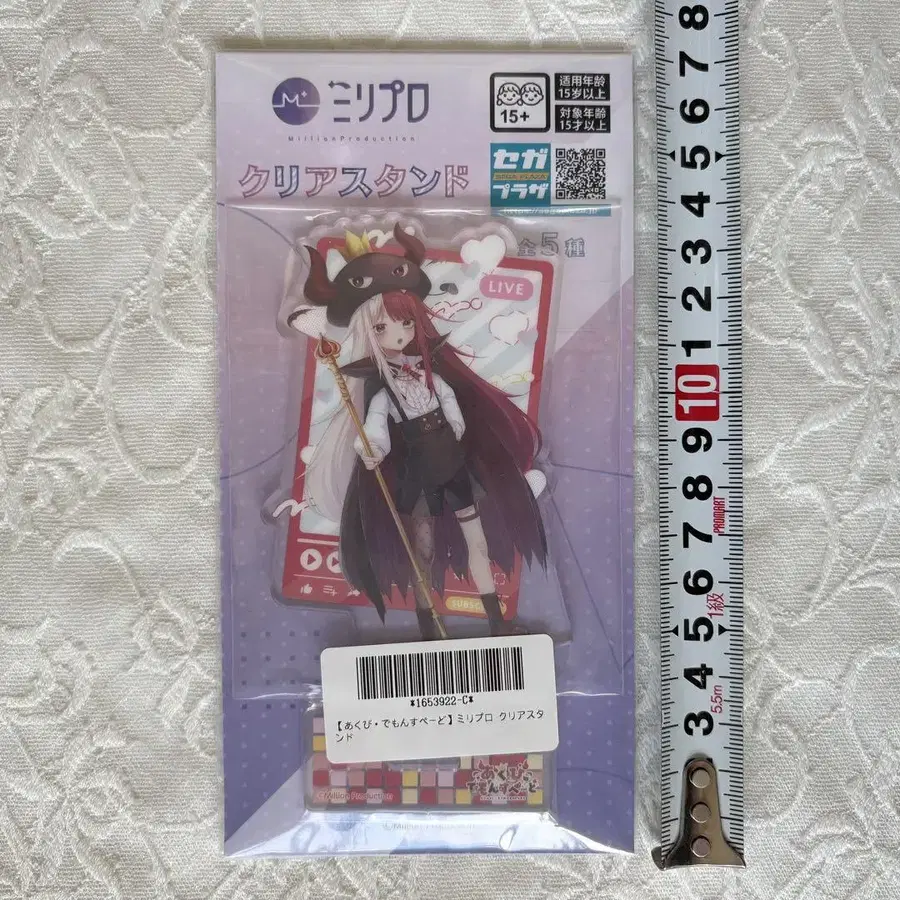 ミリプロ
MillionProduction
クリアスタンド
15+
适用年龄
15岁以上
対象年齢
15才以上
セガ
プラザ
全5種
LIVE
*1653922-C*
【あくび・でもんすぺーど】ミリプロ クリアスタ
ンド
あくび・
でもんすぺーど
©Million Production
8
7
6
5
4
3
2
1
10
9
8
7
6
5
4
3
PROMART
1級
5.5m